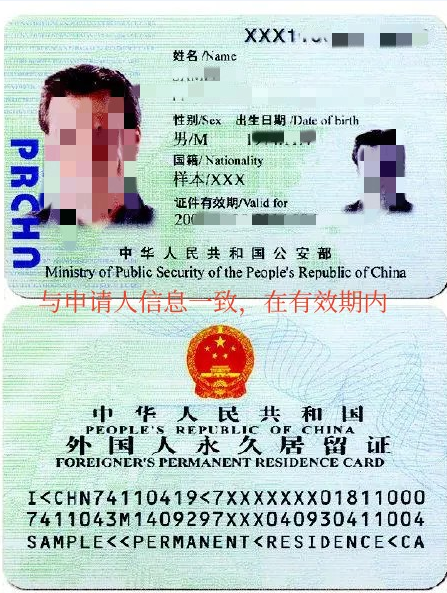 XXX1
姓名/Name
性别/Sex 出生日期/Date of birth
男/M
国籍/Nationality
样本/XXX
证件有效期/Valid for
20
PRCHN
中华人民共和国公安部
Ministry of Public Security of the People's Republic of China
与申请人信息一致，在有效期内
中华人民共和国
PEOPLE'S REPUBLIC OF CHINA
外国人永久居留证
FOREIGNER'S PERMANENT RESIDENCE CARD
I<CHN74110419<7XXXXXXX01811000
7411043M1409297XXX040930411004
SAMPLE<<PERMANENT<RESIDENCE<CA